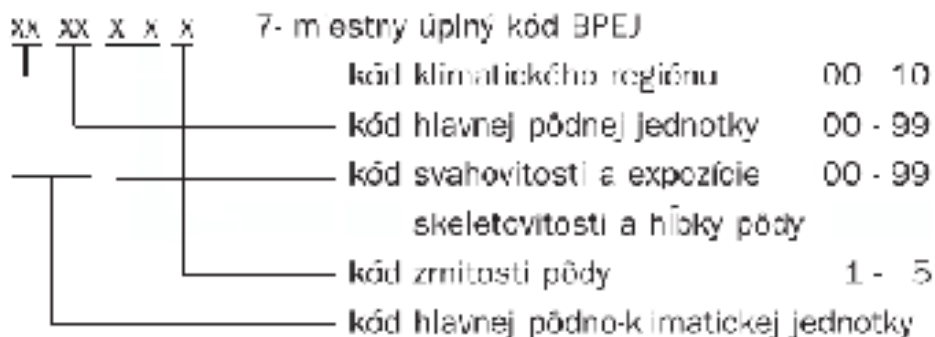 xx xx x x x 7- miestny úplný kód BPEJ
kód klimatického regiónu 00 10
kód hlavnej pôdnej jednotky 00 - 99
kód svahovitosti a expozície 00 - 99
skeletovitosti a hĺbky pôdy
kód zrnitosti pôdy 1 - 5
kód hlavnej pôdno-klimatickej jednotky